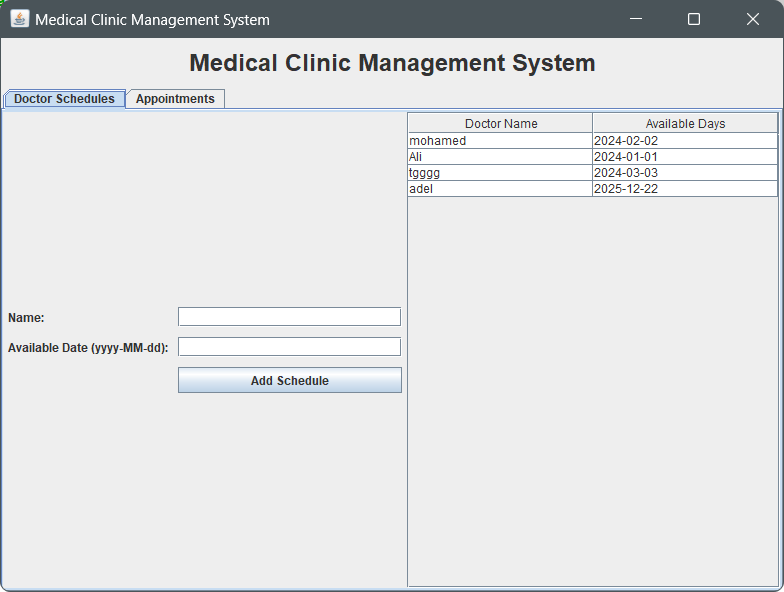 Medical Clinic Management System
Medical Clinic Management System
Doctor Schedules Appointments
Name:
Available Date (yyyy-MM-dd):
Add Schedule
Doctor Name Available Days
mohamed 2024-02-02
Ali 2024-01-01
tgggg 2024-03-03
adel 2025-12-22